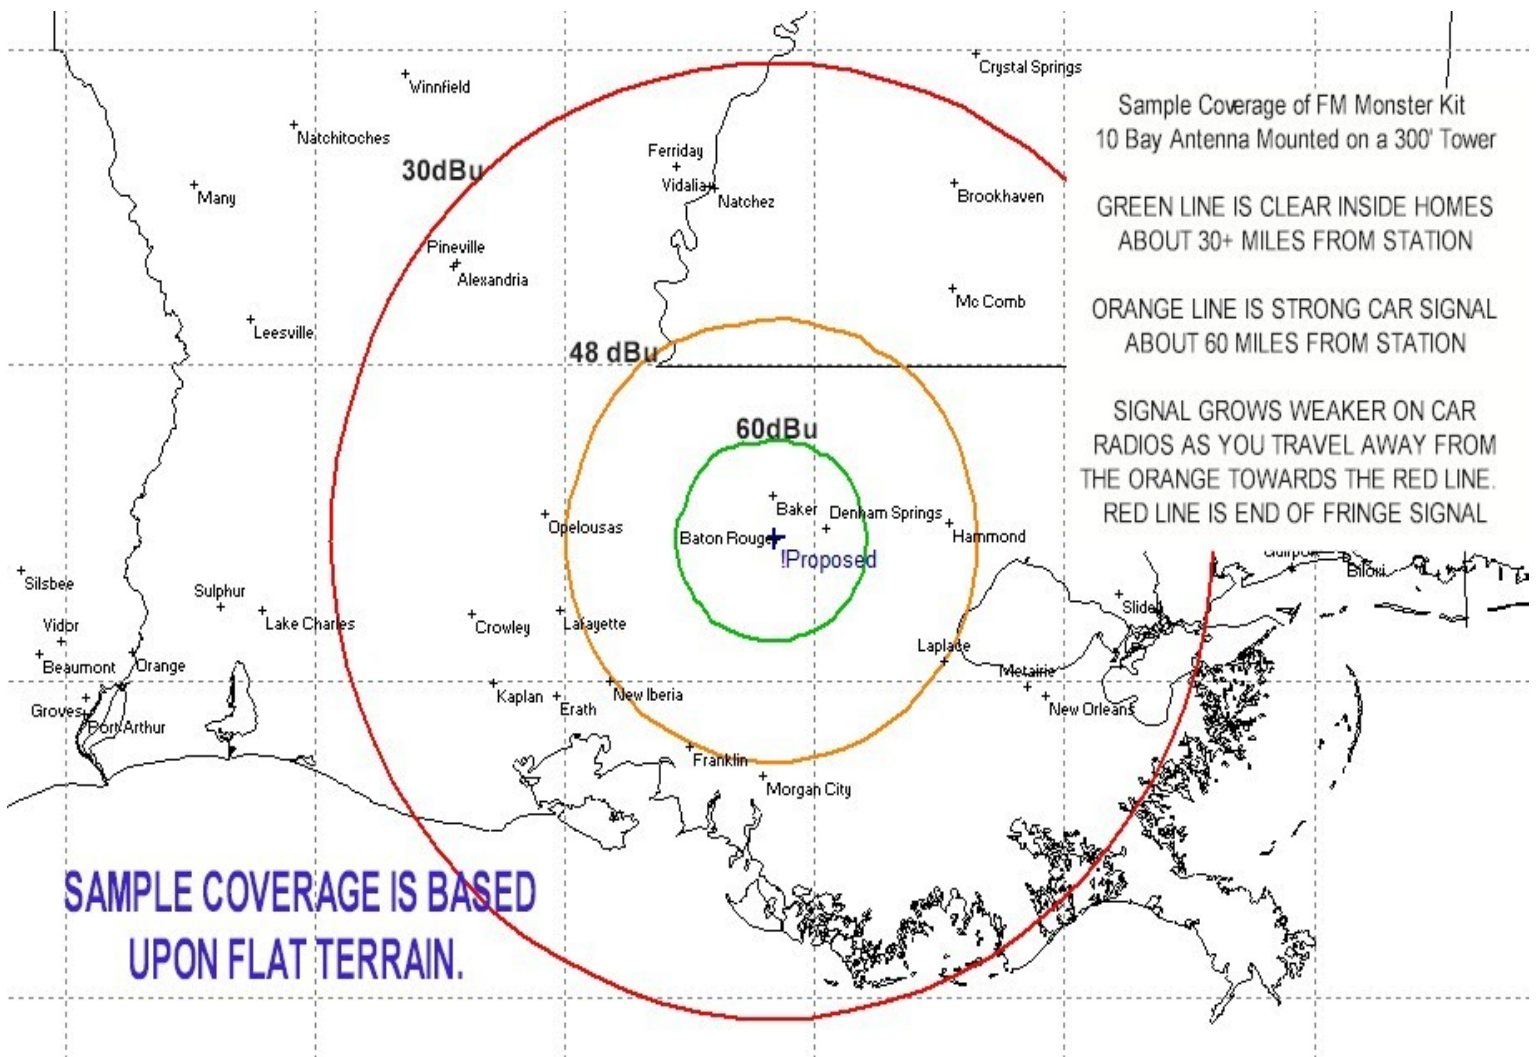 Crystal Springs
Winnfield
Sample Coverage of FM Monster Kit
10 Bay Antenna Mounted on a 300' Tower
Natchitoches
Ferriday
30dBu
Vidalia
Many
Natchez
Brookhaven
GREEN LINE IS CLEAR INSIDE HOMES
ABOUT 30+ MILES FROM STATION
Pineville
Alexandria
Mc Comb
ORANGE LINE IS STRONG CAR SIGNAL
ABOUT 60 MILES FROM STATION
Leesville
48 dBu
60dBu
SIGNAL GROWS WEAKER ON CAR
RADIOS AS YOU TRAVEL AWAY FROM
THE ORANGE TOWARDS THE RED LINE.
RED LINE IS END OF FRINGE SIGNAL
Baker
Denham Springs
Opelousas
Baton Rouge
Hammond
!Proposed
Gulfport
Biloxi
Silsbee
Sulphur
Slidell
Vidor
Lake Charles
Crowley
Lafayette
Laplace
Beaumont
Orange
Metairie
Kaplan
New Iberia
Erath
New Orleans
Groves
Port Arthur
Franklin
Morgan City
SAMPLE COVERAGE IS BASED
UPON FLAT TERRAIN.